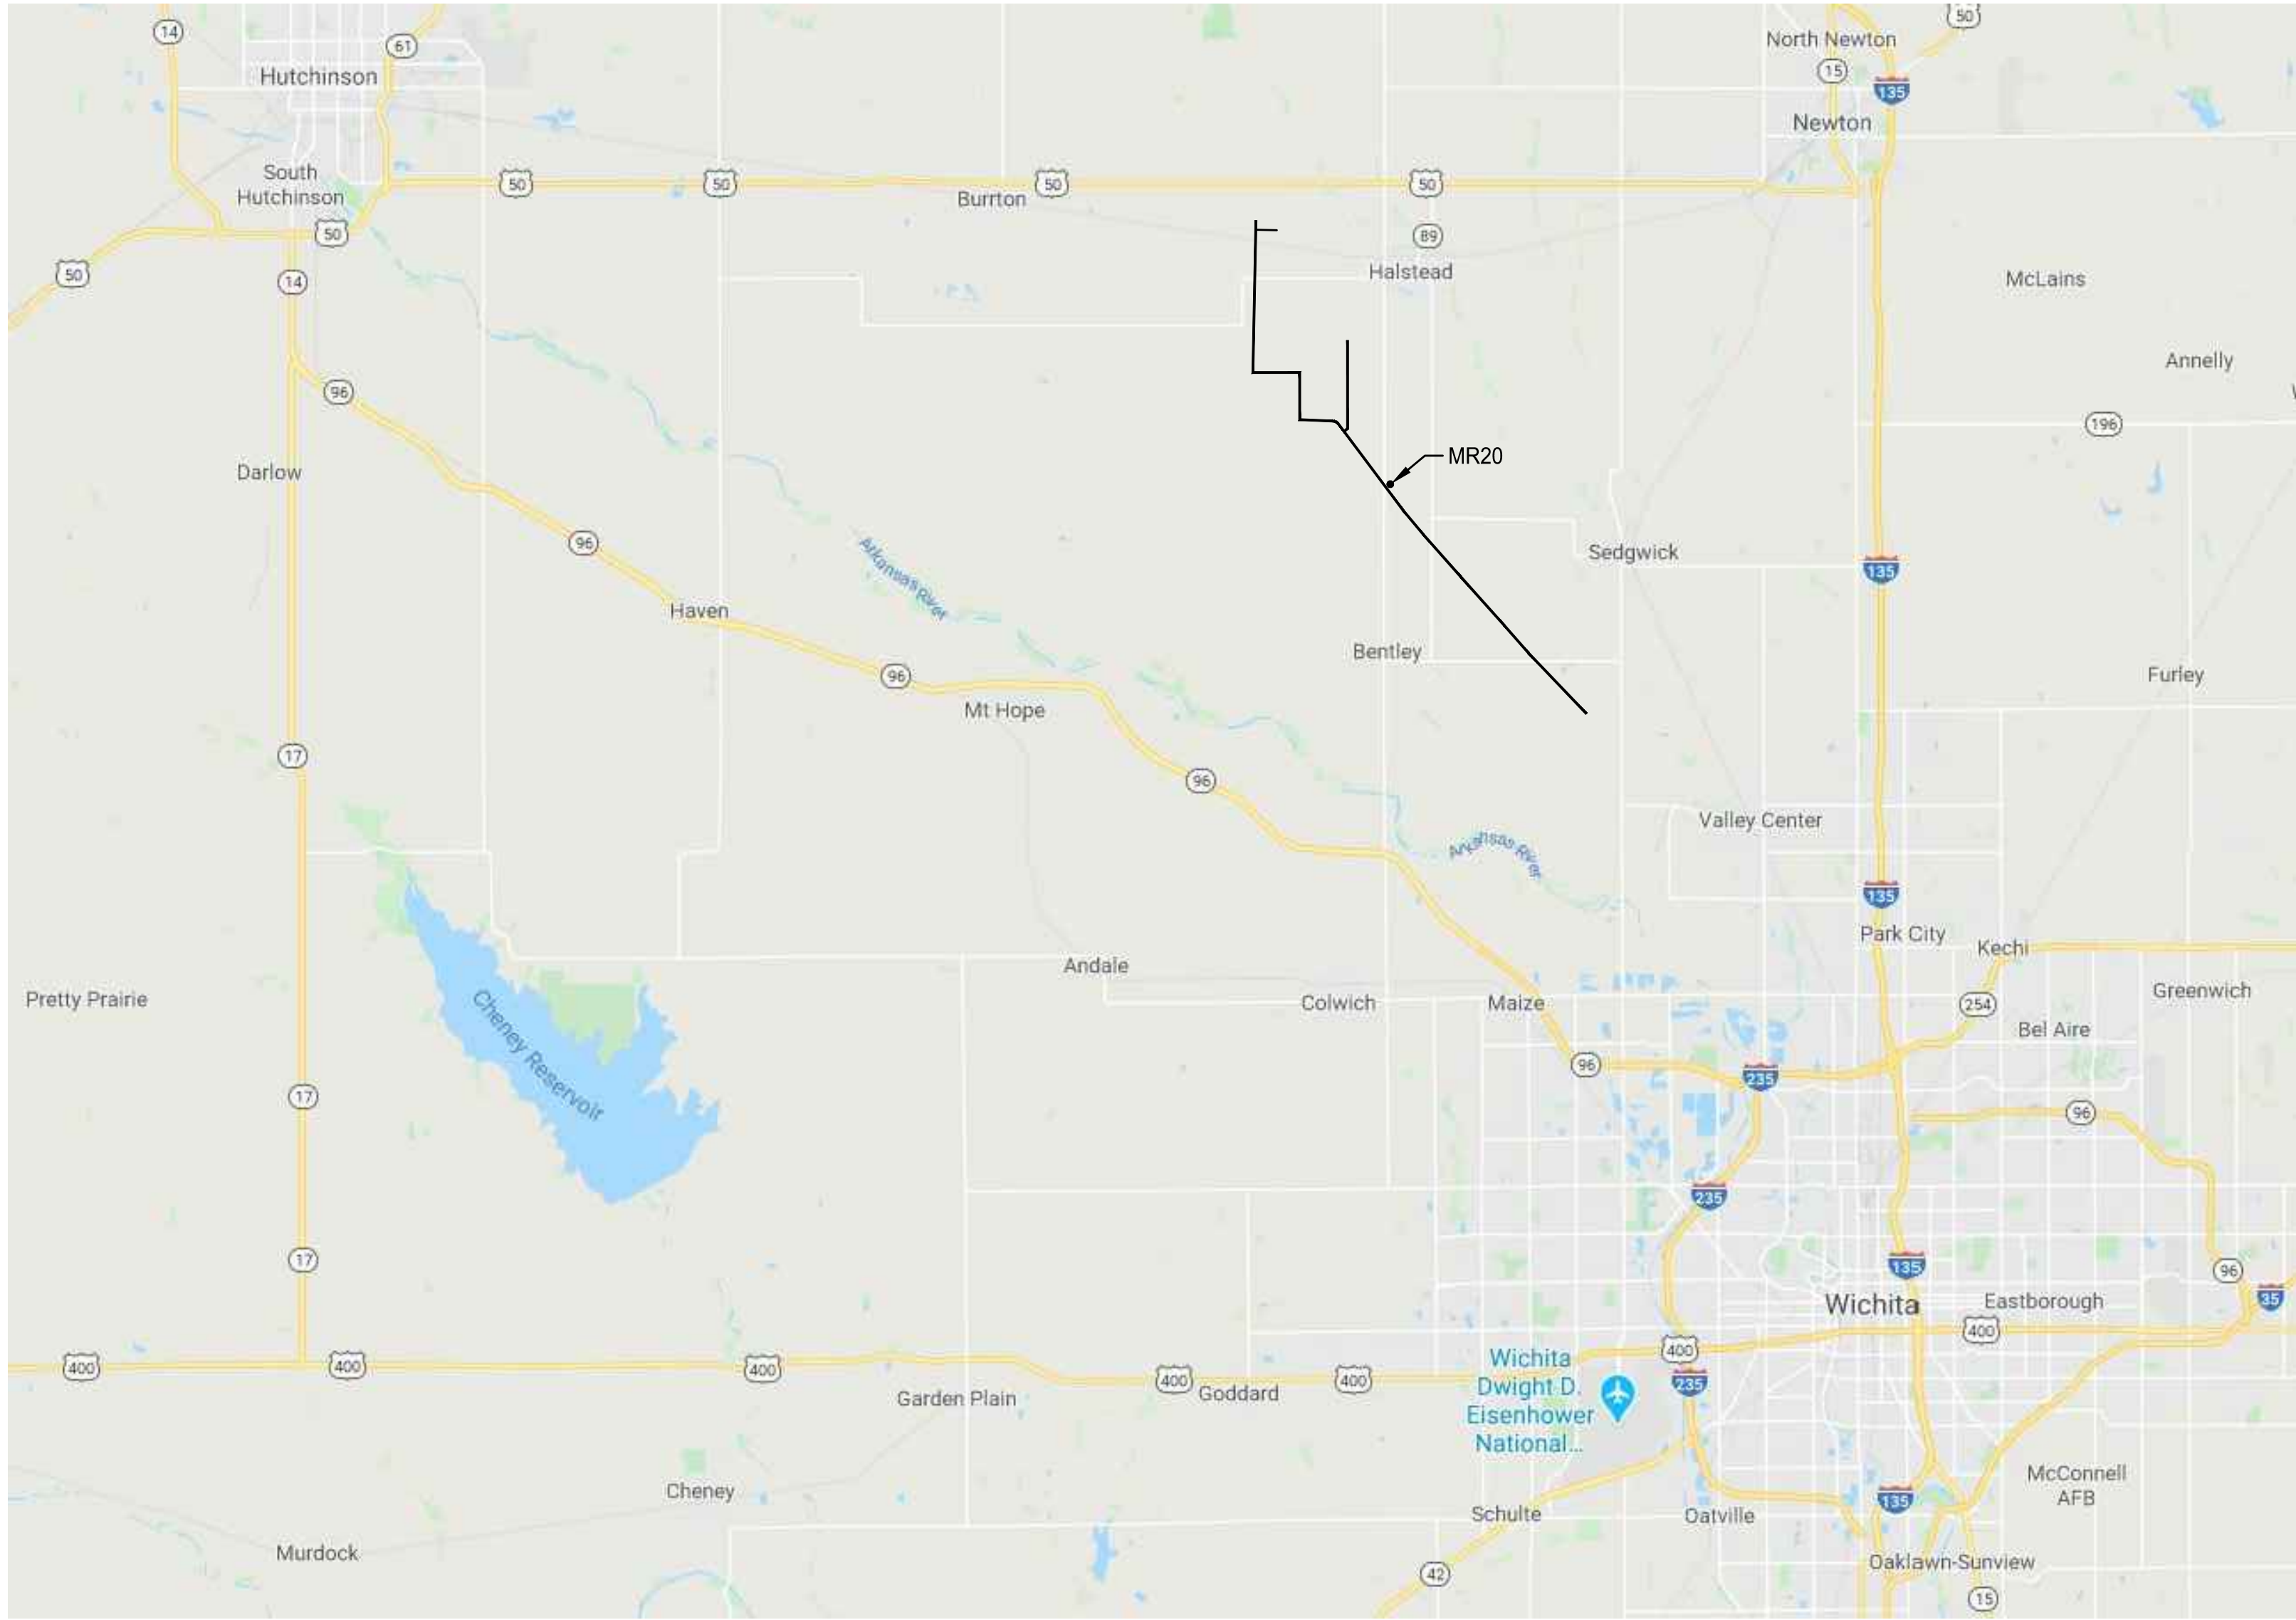 14
61
50
North Newton
15
Hutchinson
135
Newton
South
Hutchinson
50
50
50
50
Burrton
50
89
14
50
Halstead
McLains
Annelly
96
196
Darlow
MR20
96
Arkansas River
Sedgwick
135
Haven
Bentley
96
Furley
Mt Hope
17
96
Valley Center
Arkansas River
135
Park City
Kechi
Andale
Pretty Prairie
Cheney Reservoir
Colwich
Maize
254
Greenwich
Bel Aire
96
235
17
96
235
17
135
96
35
Wichita
Eastborough
400
400
400
400
400
400
400
Wichita
Dwight D.
Eisenhower
National...
235
Goddard
Garden Plain
Cheney
McConnell
AFB
135
Schulte
Oatville
Murdock
Oaklawn-Sunview
42
15